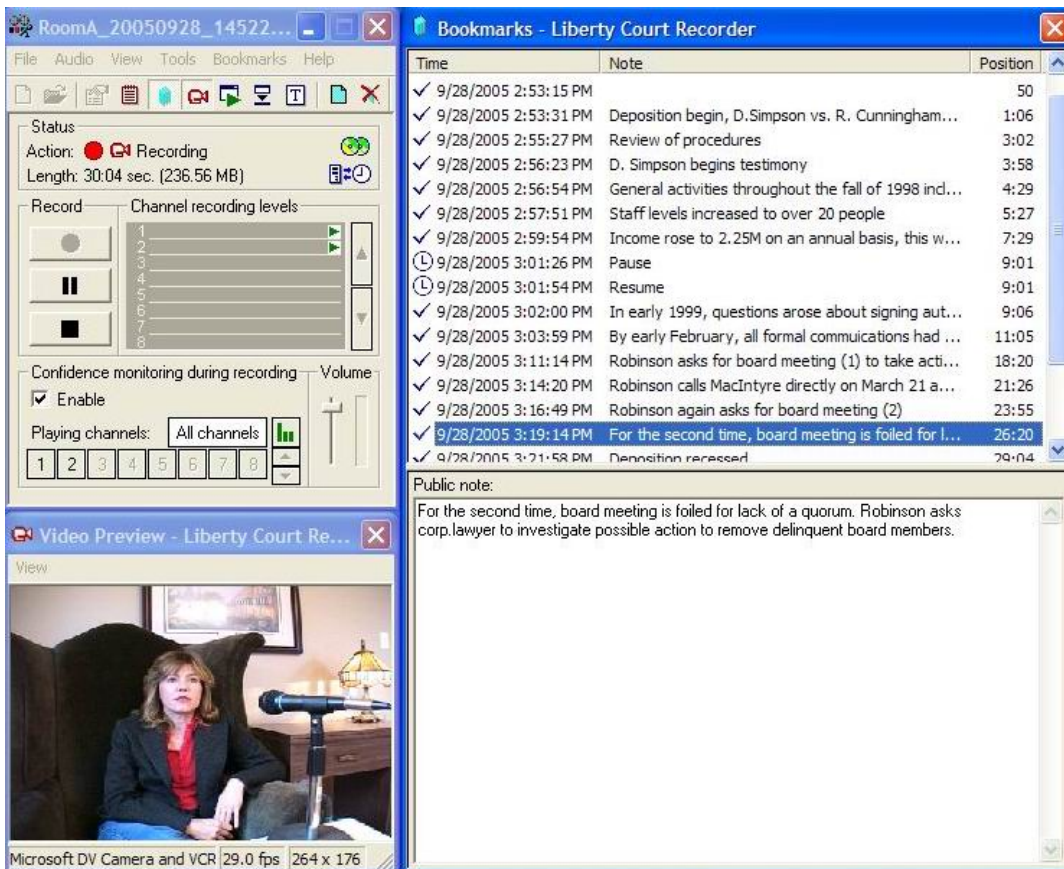 RoomA_20050928_14522...
File Audio View Tools Bookmarks Help
Status
Action: Recording
Length: 30:04 sec. (236.56 MB)
Record
Channel recording levels
1
2
3
4
5
6
7
8
Confidence monitoring during recording
Volume
Enable
Playing channels: All channels
1 2 3 4 5 6 7 8
Video Preview - Liberty Court Re...
View
Microsoft DV Camera and VCR 29.0 fps 264 x 176
Bookmarks - Liberty Court Recorder
Time Note Position
9/28/2005 2:53:15 PM 50
9/28/2005 2:53:31 PM Deposition begin, D.Simpson vs. R. Cunningham... 1:06
9/28/2005 2:55:27 PM Review of procedures 3:02
9/28/2005 2:56:23 PM D. Simpson begins testimony 3:58
9/28/2005 2:56:54 PM General activities throughout the fall of 1998 incl... 4:29
9/28/2005 2:57:51 PM Staff levels increased to over 20 people 5:27
9/28/2005 2:59:54 PM Income rose to 2.25M on an annual basis, this w... 7:29
9/28/2005 3:01:26 PM Pause 9:01
9/28/2005 3:01:54 PM Resume 9:01
9/28/2005 3:02:00 PM In early 1999, questions arose about signing aut... 9:06
9/28/2005 3:03:59 PM By early February, all formal commuications had ... 11:05
9/28/2005 3:11:14 PM Robinson asks for board meeting (1) to take acti... 18:20
9/28/2005 3:14:20 PM Robinson calls MacIntyre directly on March 21 a... 21:26
9/28/2005 3:16:49 PM Robinson again asks for board meeting (2) 23:55
9/28/2005 3:19:14 PM For the second time, board meeting is foiled for l... 26:20
9/28/2005 3:21:58 PM Deposition recessed 29:04
Public note:
For the second time, board meeting is foiled for lack of a quorum. Robinson asks
corp.lawyer to investigate possible action to remove delinquent board members.